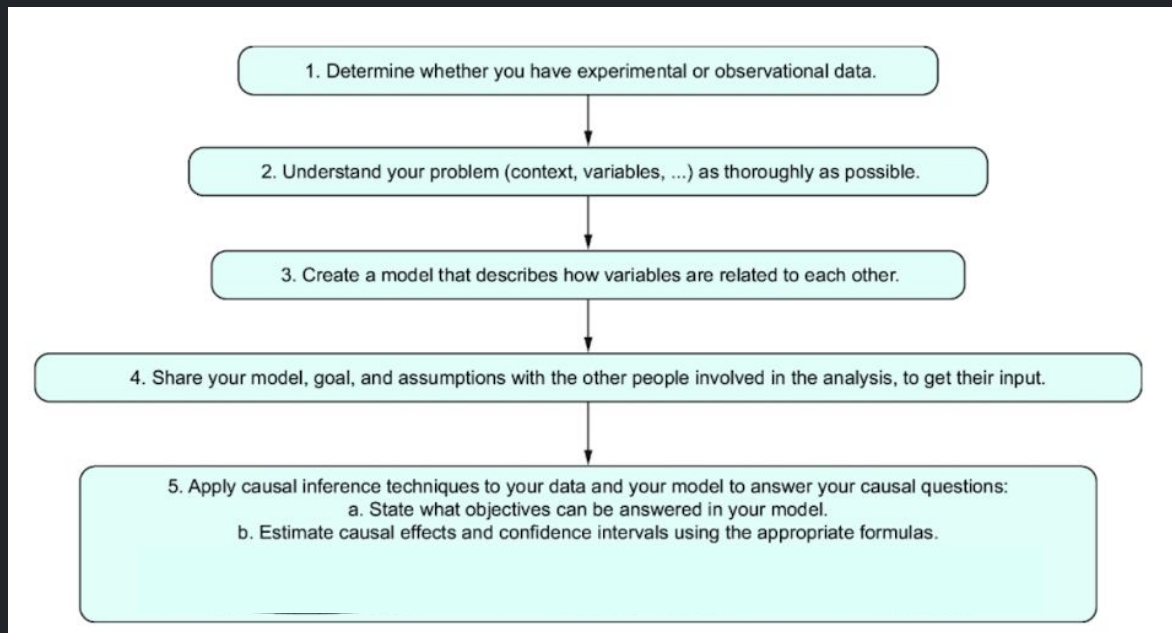 1. Determine whether you have experimental or observational data.
2. Understand your problem (context, variables, ...) as thoroughly as possible.
3. Create a model that describes how variables are related to each other.
4. Share your model, goal, and assumptions with the other people involved in the analysis, to get their input.
5. Apply causal inference techniques to your data and your model to answer your causal questions:
a. State what objectives can be answered in your model.
b. Estimate causal effects and confidence intervals using the appropriate formulas.